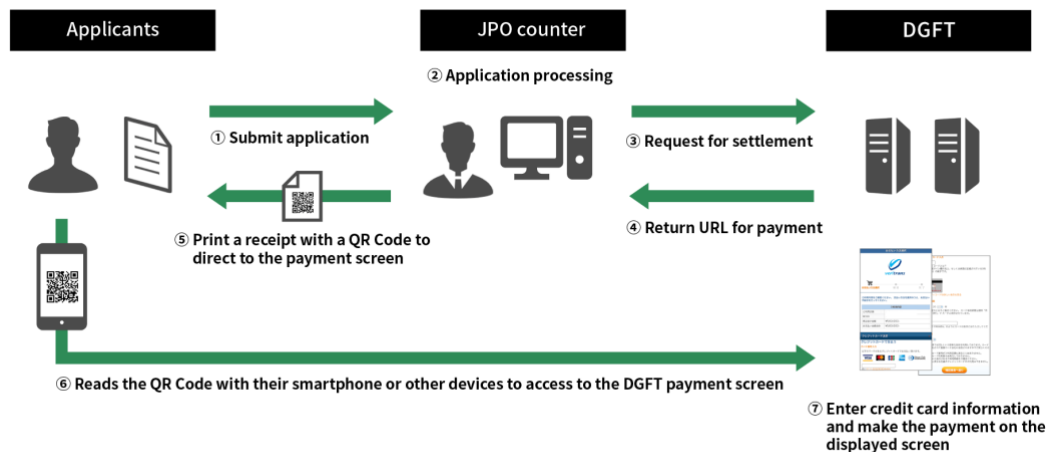 Applicants
JPO counter
DGFT
② Application processing
① Submit application
③ Request for settlement
④ Return URL for payment
⑤ Print a receipt with a QR Code to
direct to the payment screen
⑥ Reads the QR Code with their smartphone or other devices to access to the DGFT payment screen
⑦ Enter credit card information
and make the payment on the
displayed screen